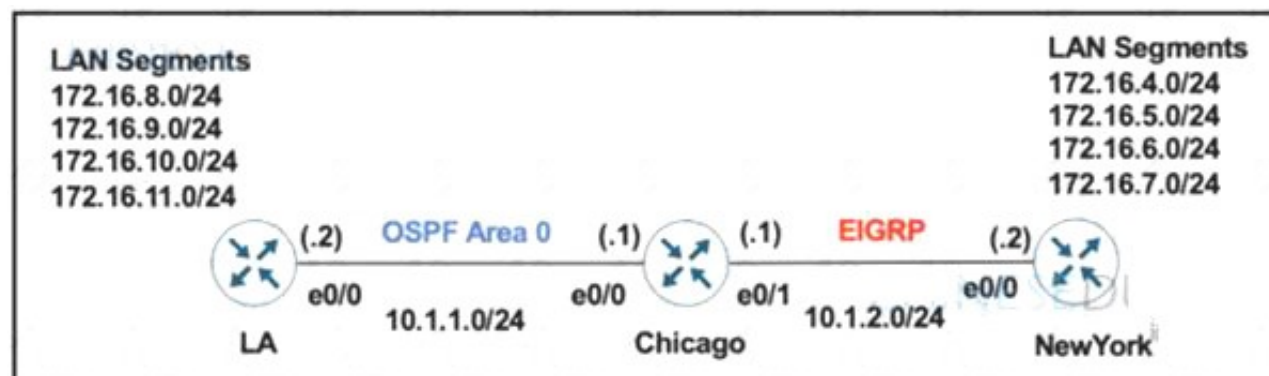 LAN Segments
172.16.8.0/24
172.16.9.0/24
172.16.10.0/24
172.16.11.0/24
LAN Segments
172.16.4.0/24
172.16.5.0/24
172.16.6.0/24
172.16.7.0/24
(.2) OSPF Area 0 (.1) (.1) EIGRP (.2)
e0/0 e0/0 e0/1 e0/0
10.1.1.0/24 10.1.2.0/24
LA Chicago NewYork